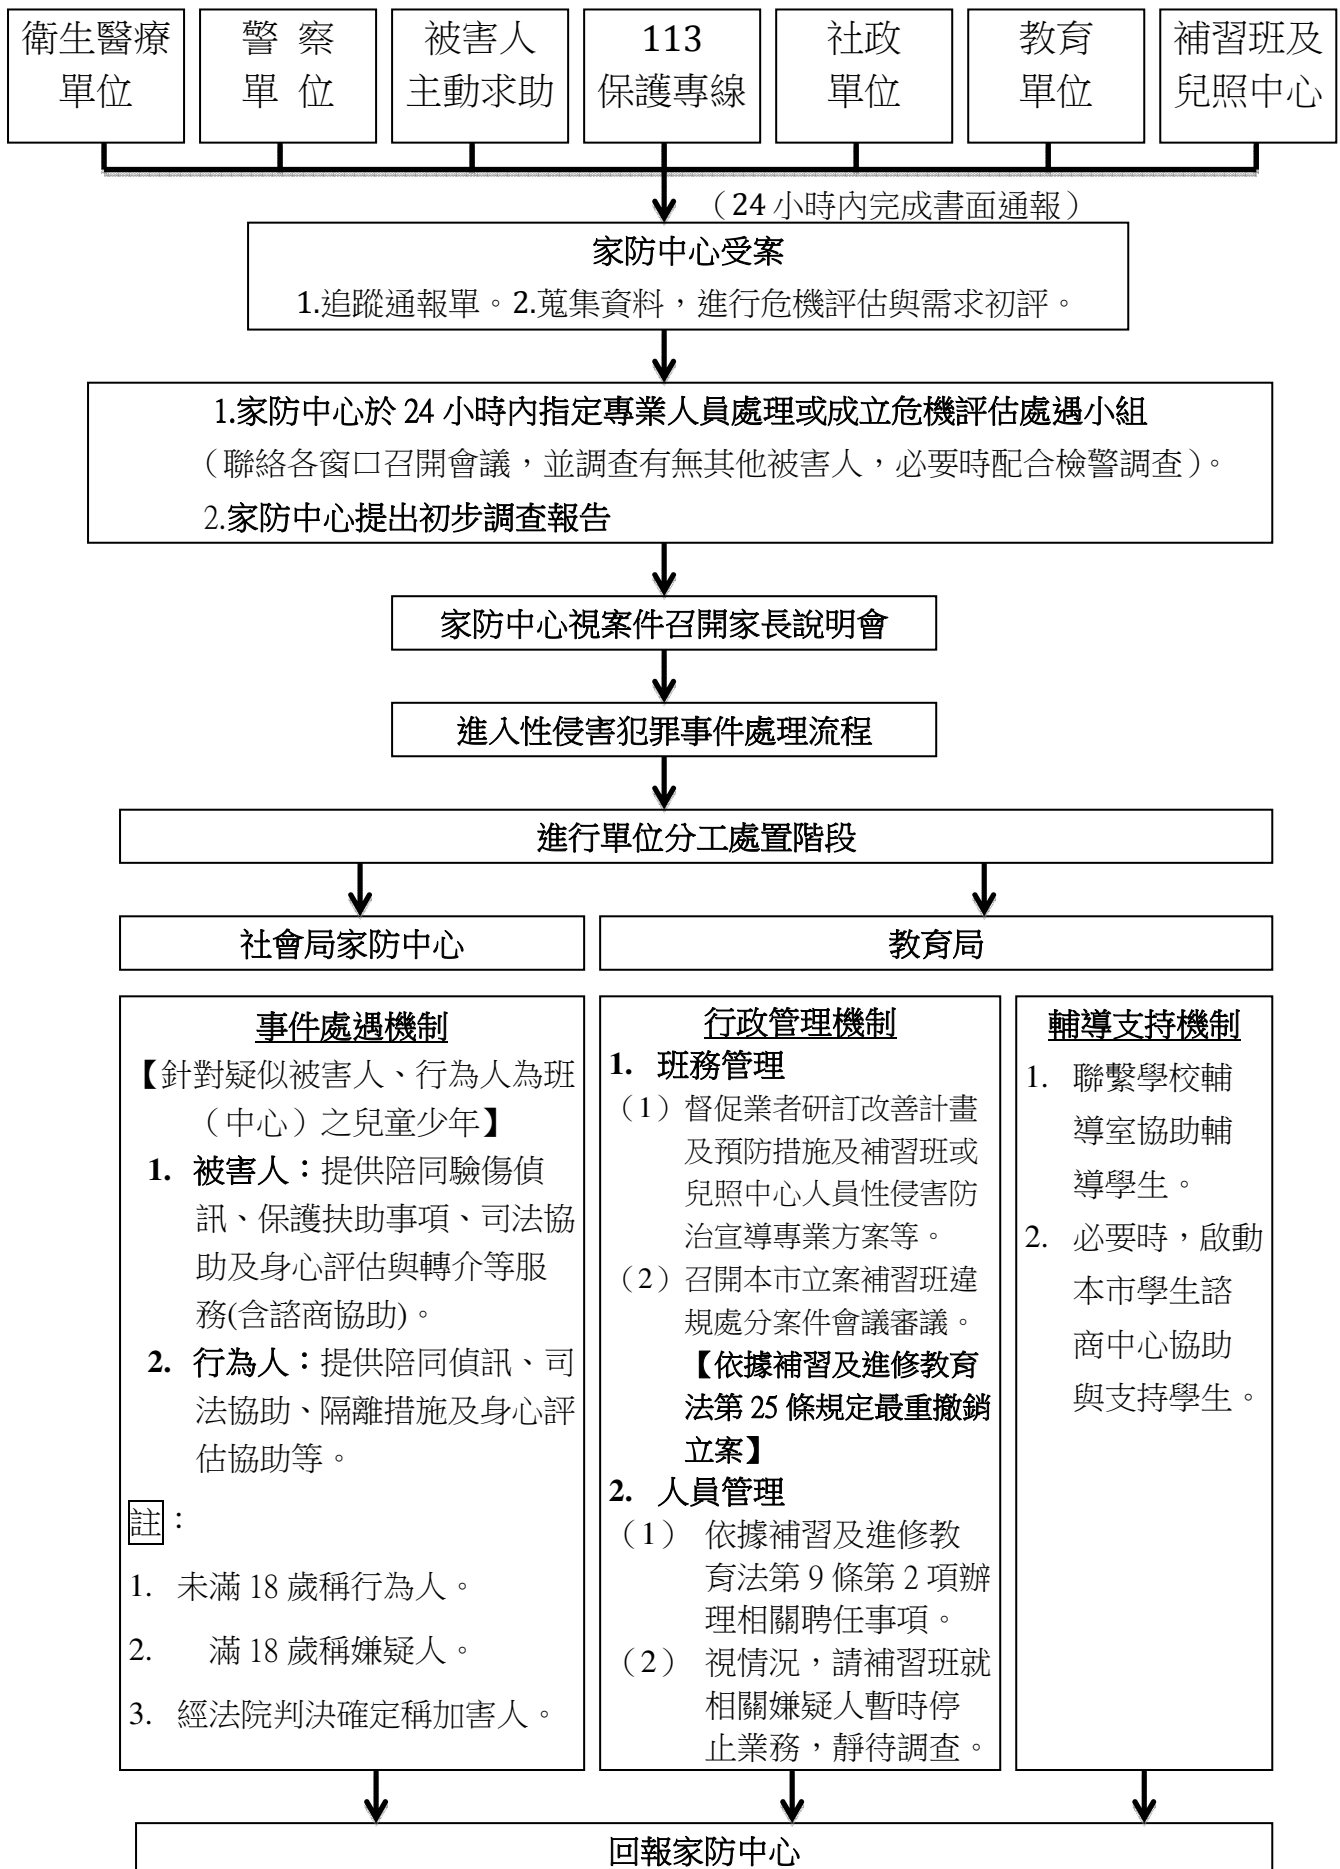 衛生醫療
單位
警 察
單 位
被害人
主動求助
113
保護專線
社政
單位
教育
單位
補習班及
兒照中心
（24 小時內完成書面通報）
家防中心受案
1.追蹤通報單。2.蒐集資料，進行危機評估與需求初評。
1.家防中心於 24 小時內指定專業人員處理或成立危機評估處遇小組
（聯絡各窗口召開會議，並調查有無其他被害人，必要時配合檢警調查）。
2.家防中心提出初步調查報告
家防中心視案件召開家長說明會
進入性侵害犯罪事件處理流程
進行單位分工處置階段
社會局家防中心
教育局
事件處遇機制
【針對疑似被害人、行為人為班
（中心）之兒童少年】
1. 被害人：提供陪同驗傷偵
訊、保護扶助事項、司法協
助及身心評估與轉介等服
務(含諮商協助)。
2. 行為人：提供陪同偵訊、司
法協助、隔離措施及身心評
估協助等。
註：
1. 未滿 18 歲稱行為人。
2. 滿 18 歲稱嫌疑人。
3. 經法院判決確定稱加害人。
行政管理機制
1. 班務管理
（1）督促業者研訂改善計畫
及預防措施及補習班或
兒照中心人員性侵害防
治宣導專業方案等。
（2）召開本市立案補習班違
規處分案件會議審議。
【依據補習及進修教育
法第 25 條規定最重撤銷
立案】
2. 人員管理
（1） 依據補習及進修教
育法第 9 條第 2 項辦
理相關聘任事項。
（2） 視情況，請補習班就
相關嫌疑人暫時停
止業務，靜待調查。
輔導支持機制
1. 聯繫學校輔
導室協助輔
導學生。
2. 必要時，啟動
本市學生諮
商中心協助
與支持學生。
回報家防中心